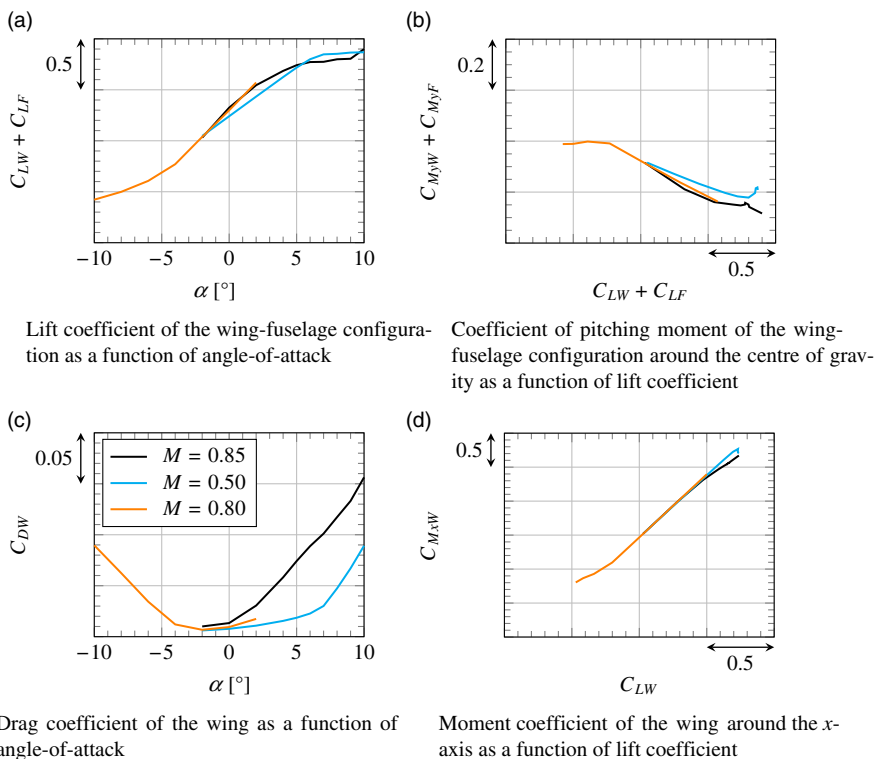 (a)
0.5
C_LW + C_LF
−10 −5 0 5 10
α [°]
Lift coefficient of the wing-fuselage configura-
tion as a function of angle-of-attack
(b)
0.2
C_MyW + C_MyF
0.5
C_LW + C_LF
Coefficient of pitching moment of the wing-
fuselage configuration around the centre of grav-
ity as a function of lift coefficient
(c)
0.05
M = 0.85
M = 0.50
M = 0.80
C_DW
−10 −5 0 5 10
α [°]
Drag coefficient of the wing as a function of
angle-of-attack
(d)
0.5
C_MxW
0.5
C_LW
Moment coefficient of the wing around the x-
axis as a function of lift coefficient